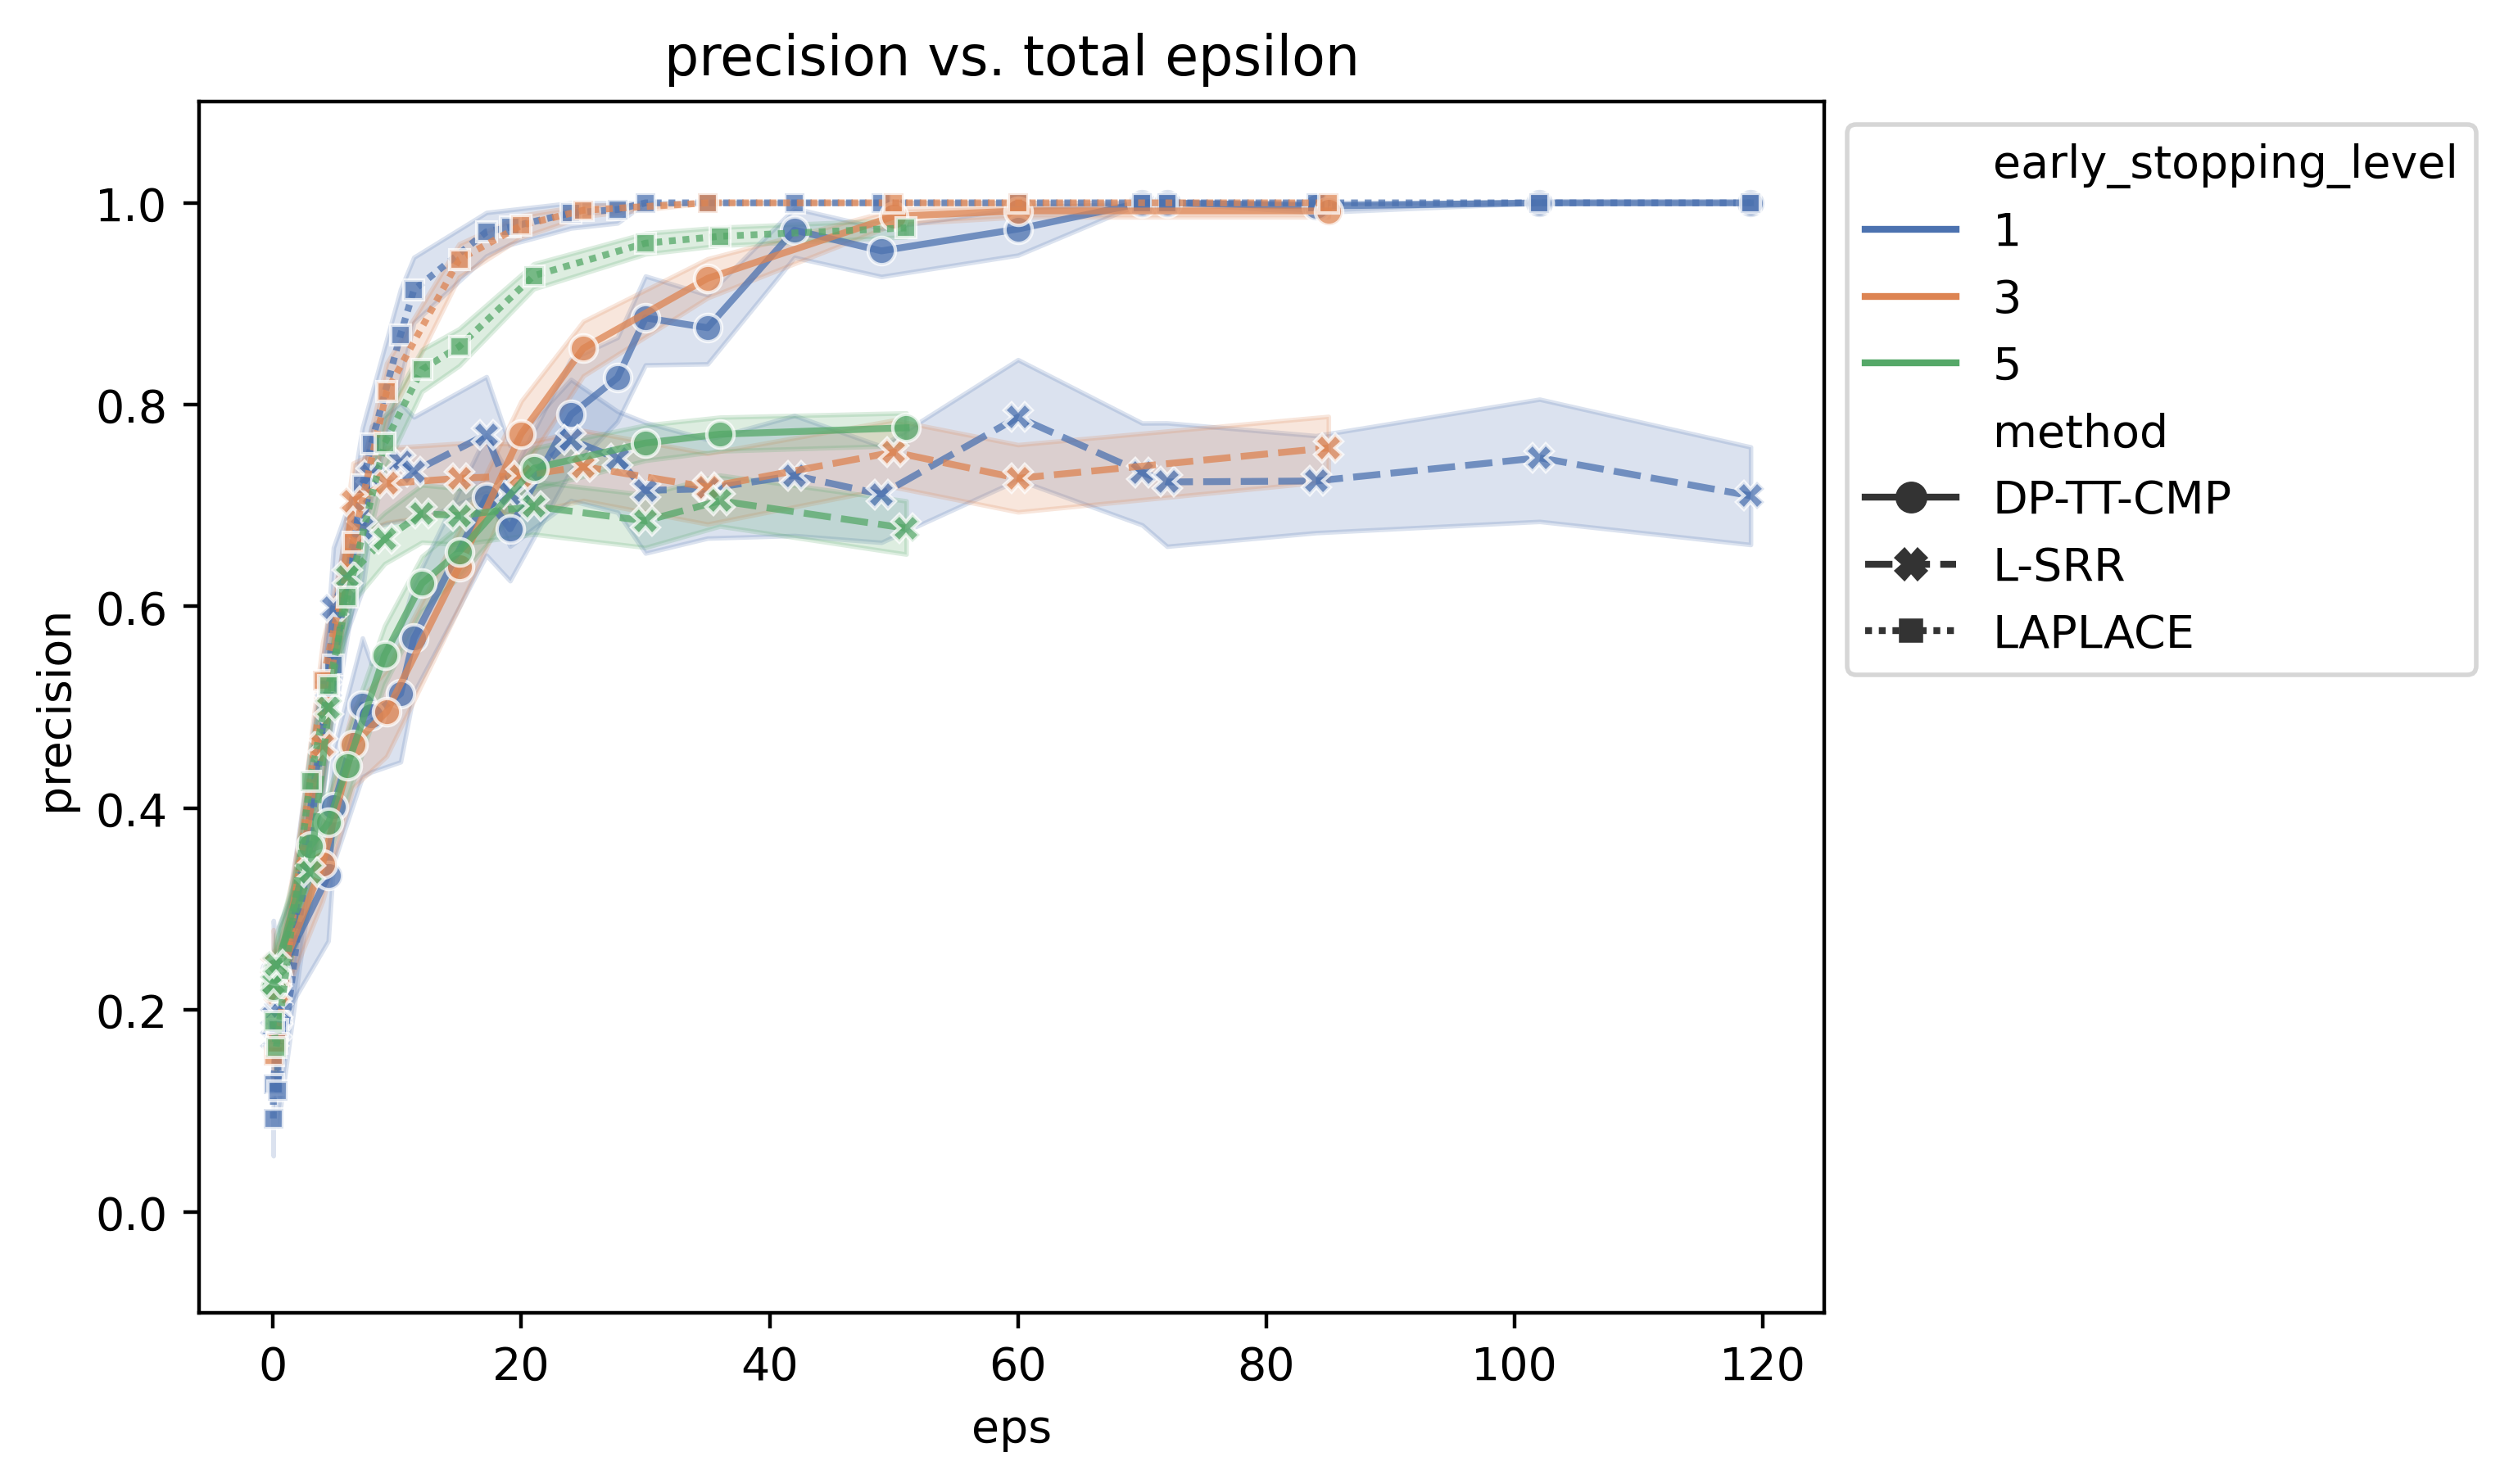 precision vs. total epsilon
precision
1.0
0.8
0.6
0.4
0.2
0.0
0
20
40
60
80
100
120
eps
early_stopping_level
1
3
5
method
DP-TT-CMP
L-SRR
LAPLACE